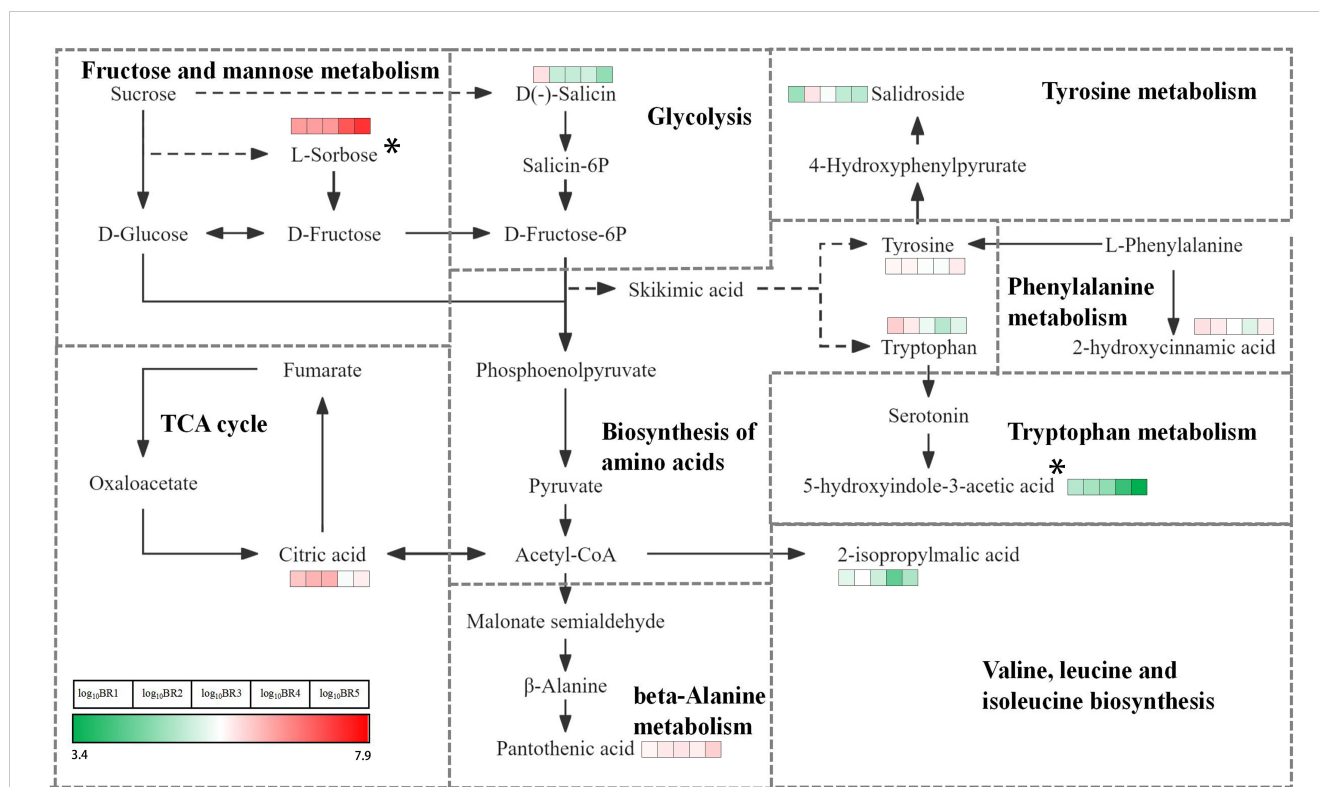 Fructose and mannose metabolism
Sucrose
L-Sorbose *
D-Glucose
D-Fructose
D(-)-Salicin
Glycolysis
Salicin-6P
D-Fructose-6P
Salidroside
Tyrosine metabolism
4-Hydroxyphenylpyrurate
Tyrosine
L-Phenylalanine
Skikimic acid
Phenylalanine
metabolism
Tryptophan
2-hydroxycinnamic acid
Fumarate
TCA cycle
Oxaloacetate
Citric acid
Phosphoenolpyruvate
Biosynthesis of
amino acids
Pyruvate
Acetyl-CoA
Serotonin
Tryptophan metabolism
5-hydroxyindole-3-acetic acid *
2-isopropylmalic acid
Malonate semialdehyde
β-Alanine
beta-Alanine
metabolism
Pantothenic acid
Valine, leucine and
isoleucine biosynthesis
log₁₀BR1 log₁₀BR2 log₁₀BR3 log₁₀BR4 log₁₀BR5
3.4 7.9